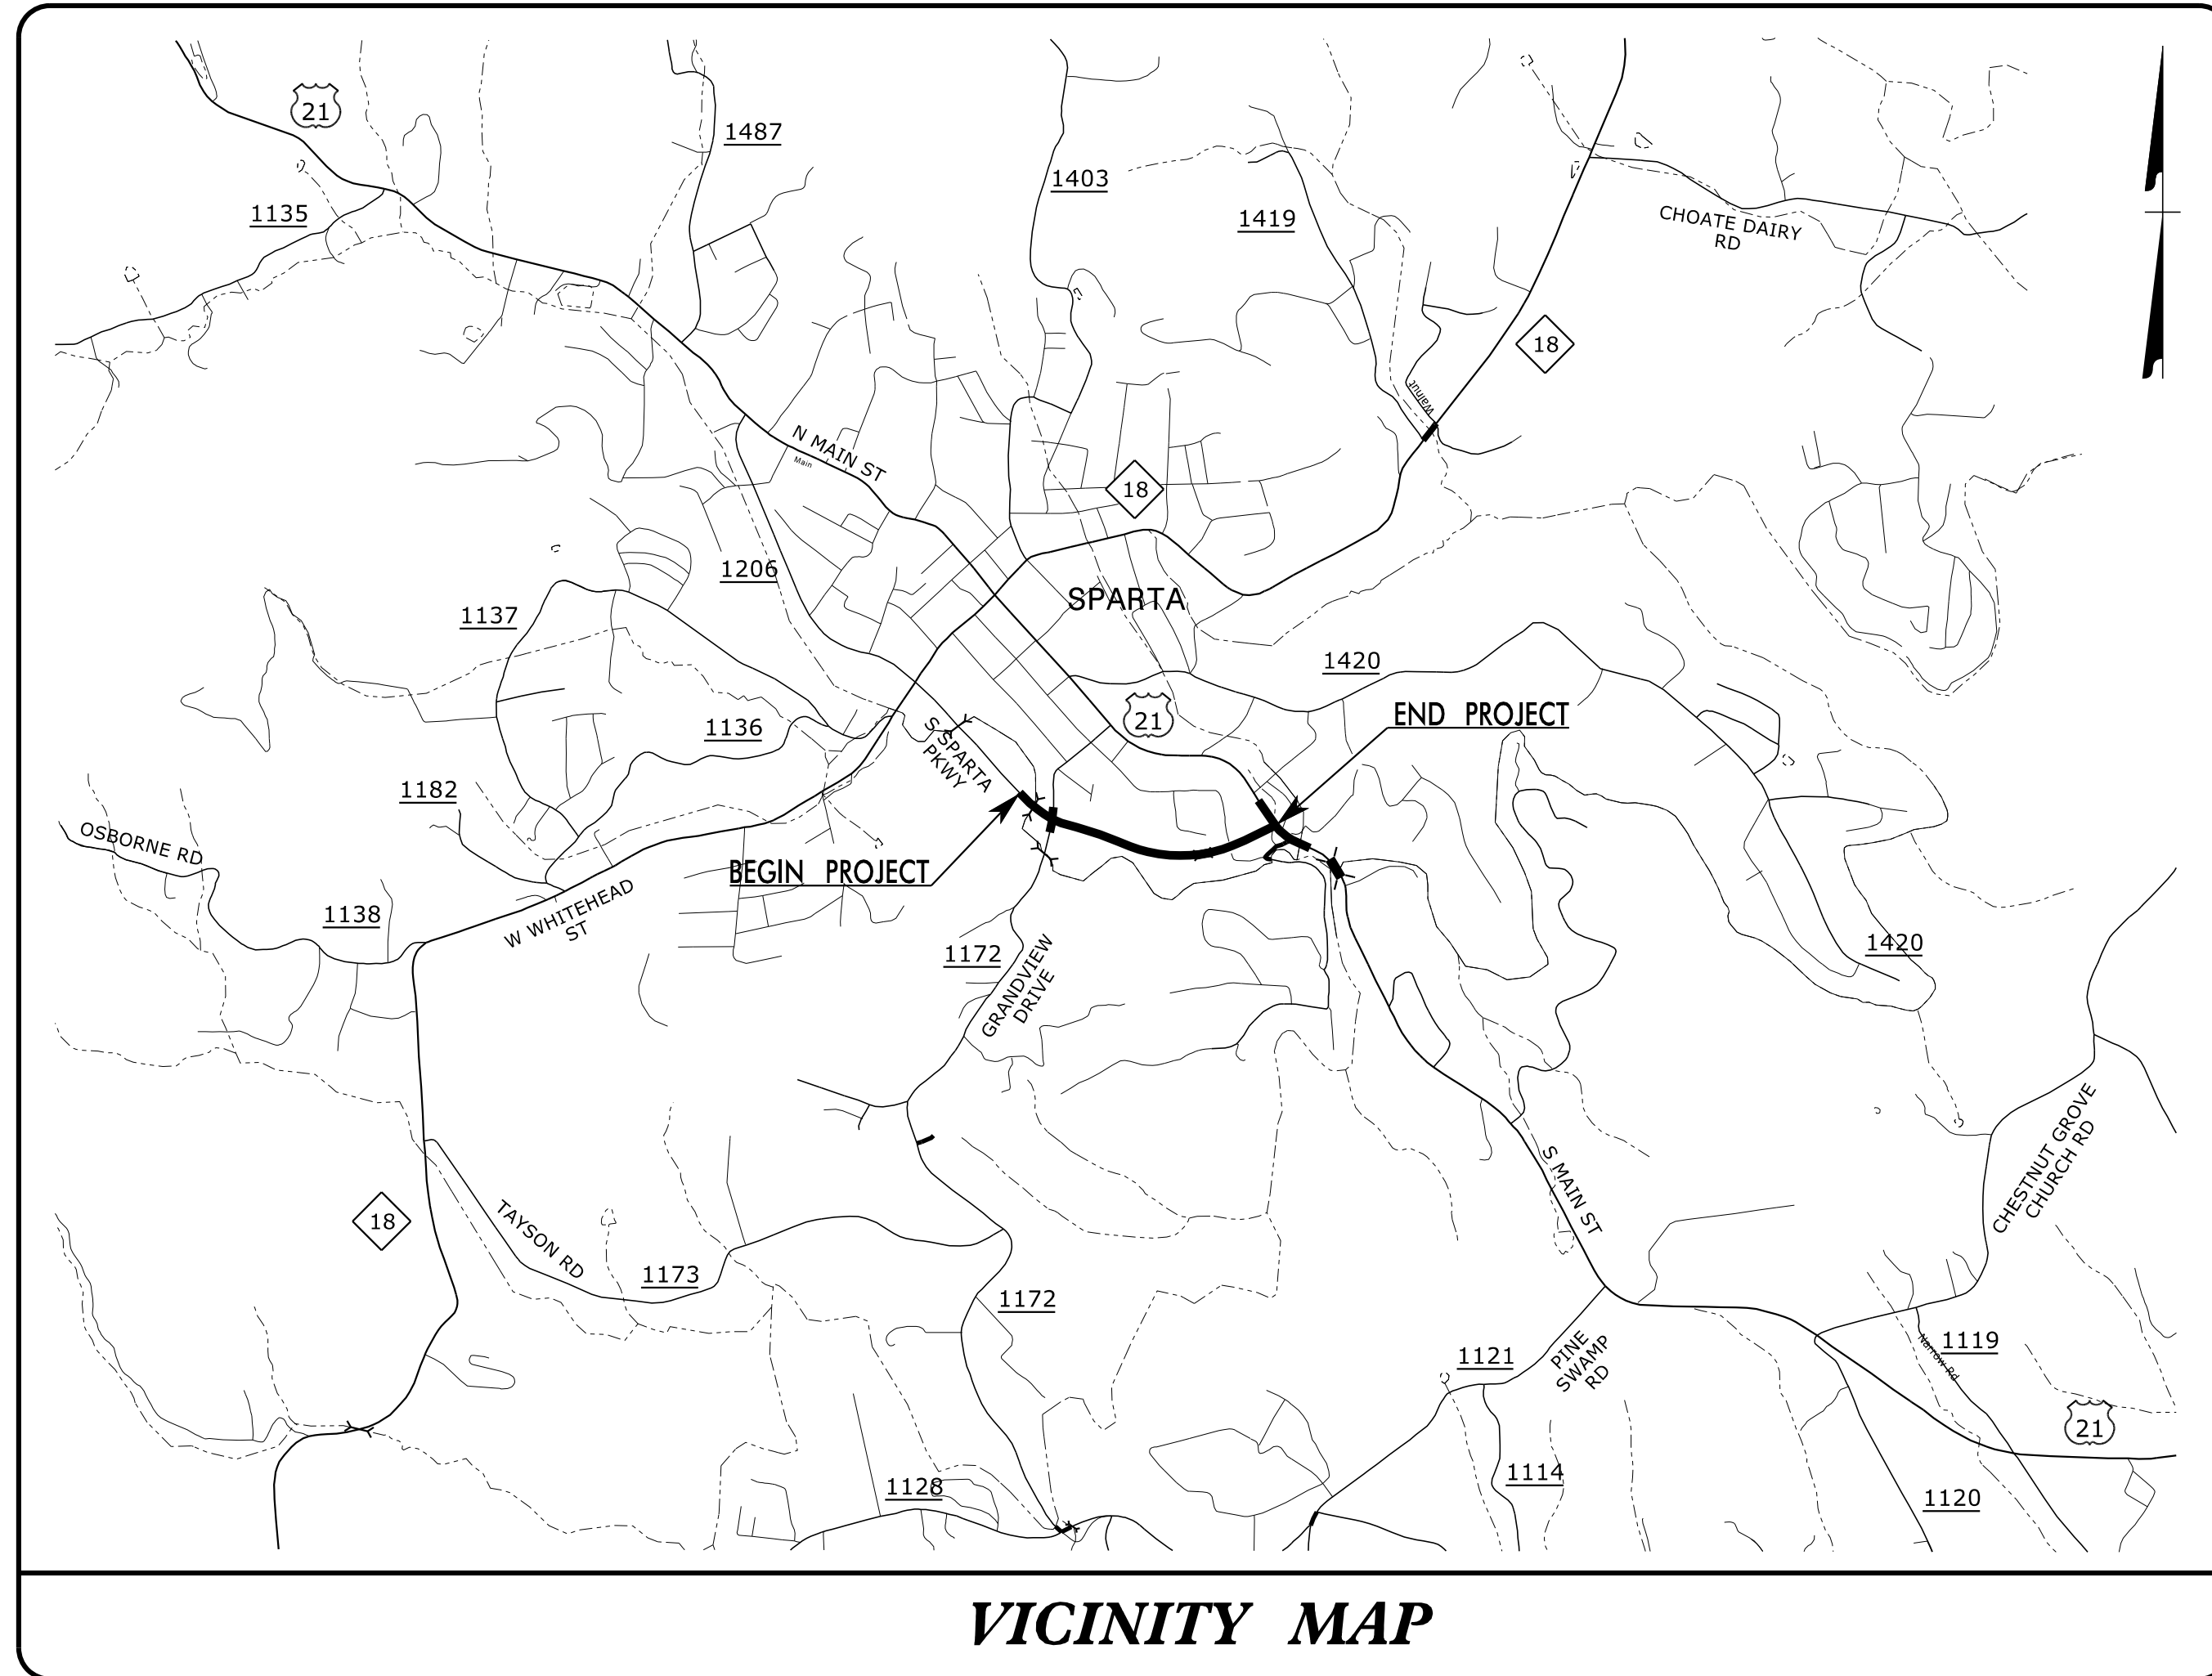 21
1487
1403
1135
1419
CHOATE DAIRY
RD
18
Walnut
N MAIN ST
Main
18
1206
SPARTA
1137
1420
21
END PROJECT
1136
S SPARTA
PKWY
1182
OSBORNE RD
BEGIN PROJECT
1138
W WHITEHEAD
ST
1172
GRANDVIEW
DRIVE
1420
CHESTNUT GROVE
CHURCH RD
S MAIN ST
18
TAYSON RD
1173
1172
1121
PINE
SWAMP
RD
1119
Narrow Rd
21
1128
1114
1120
VICINITY MAP